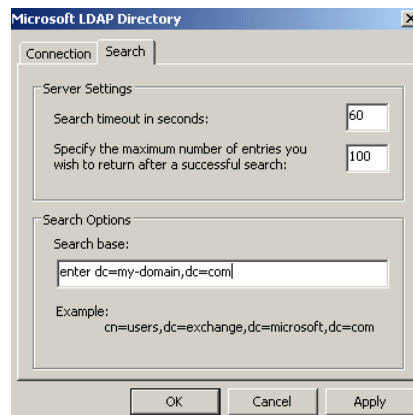 Microsoft LDAP Directory
Connection
Search
Server Settings
Search timeout in seconds:
60
Specify the maximum number of entries you
wish to return after a successful search:
100
Search Options
Search base:
enter dc=my-domain,dc=com
Example:
cn=users,dc=exchange,dc=microsoft,dc=com
OK
Cancel
Apply